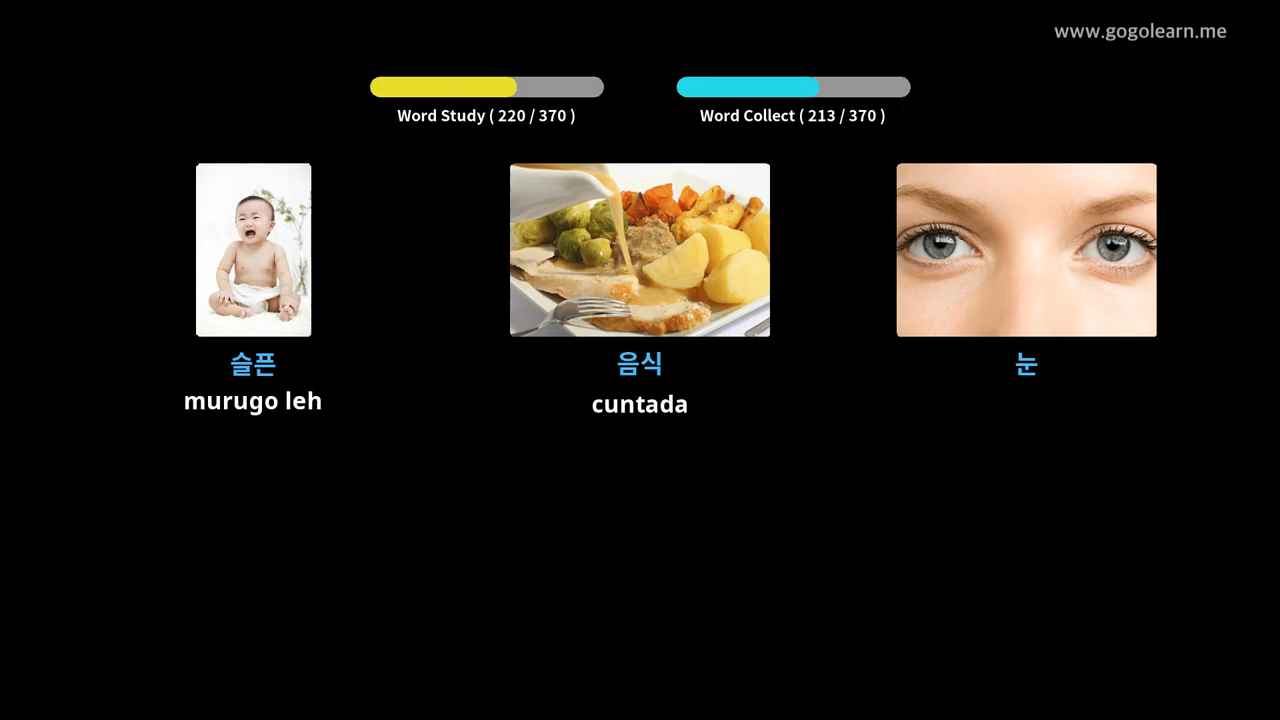 www.gogolearn.me
Word Study ( 220 / 370 )
Word Collect ( 213 / 370 )
슬픈
음식
눈
murugo leh
cuntada